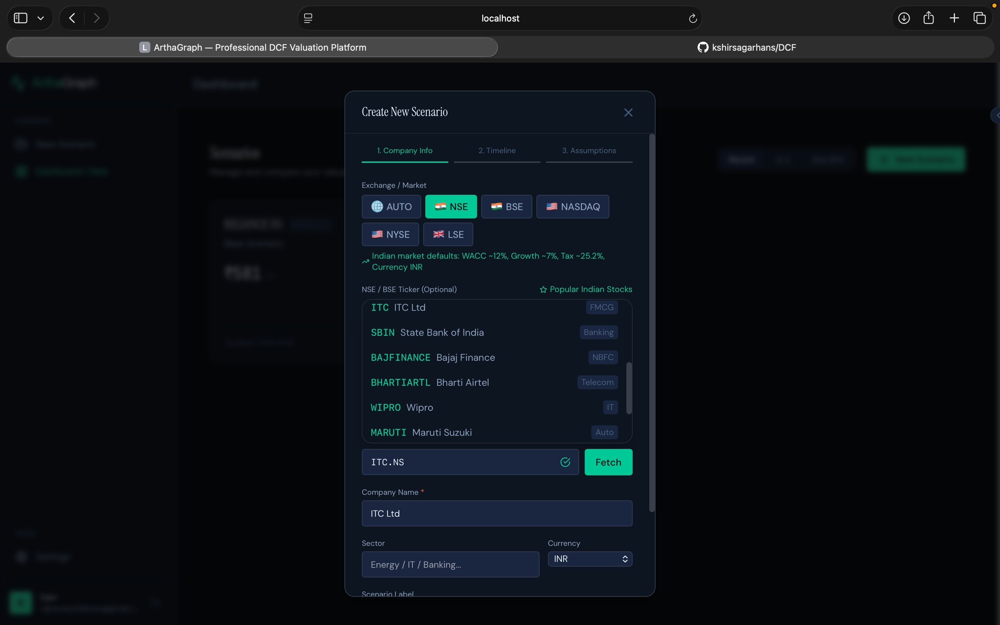 localhost
L ArthaGraph — Professional DCF Valuation Platform
kshirsagarhans/DCF
ArthaGraph
Dashboard
Create New Scenario
1. Company Info
2. Timeline
3. Assumptions
Exchange / Market
AUTO
NSE
BSE
NASDAQ
NYSE
LSE
Indian market defaults: WACC ~12%, Growth ~7%, Tax ~25.2%,
Currency INR
NSE / BSE Ticker (Optional)
Popular Indian Stocks
ITC ITC Ltd FMCG
SBIN State Bank of India Banking
BAJFINANCE Bajaj Finance NBFC
BHARTIARTL Bharti Airtel Telecom
WIPRO Wipro IT
MARUTI Maruti Suzuki Auto
ITC.NS
Fetch
Company Name *
ITC Ltd
Sector
Currency
Energy / IT / Banking...
INR
Scenario Label